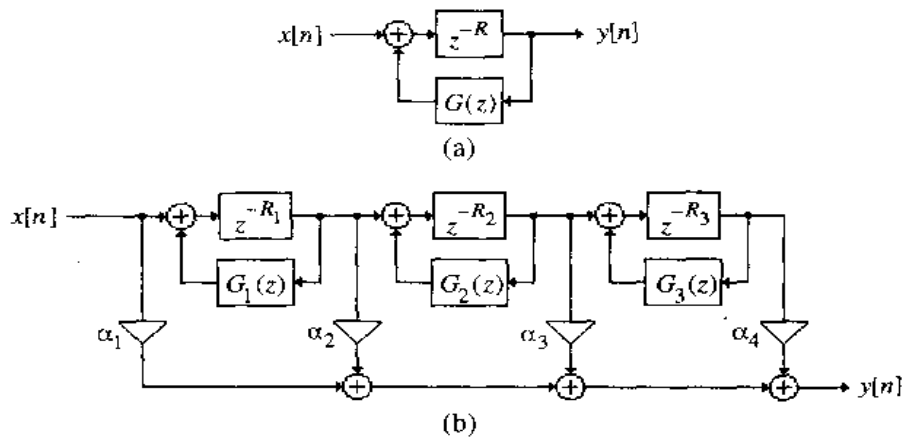 x[n] + z^{-R} y[n]
G(z)
(a)
x[n] + z^{-R_1} + z^{-R_2} + z^{-R_3}
G_1(z) G_2(z) G_3(z)
α_1 α_2 α_3 α_4
+ + + y[n]
(b)